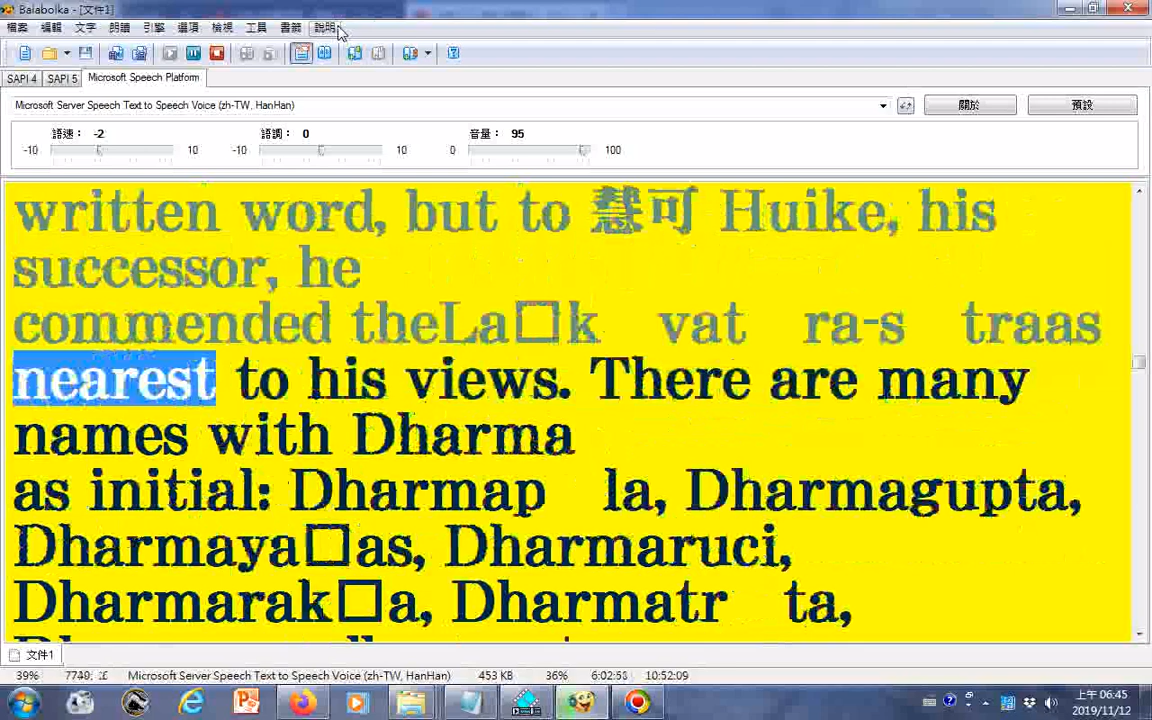 Balabolka - [文件1]
檔案 編輯 文字 朗讀 引擎 選項 檢視 工具 書籤 說明
SAPI 4 SAPI 5 Microsoft Speech Platform
Microsoft Server Speech Text to Speech Voice (zh-TW, HanHan) 關於 預設
語速： -2 語調： 0 音量： 95
-10 10 -10 10 0 100
written word, but to 慧可 Huike, his
successor, he
commended theLa□k vat ra-s traas
nearest to his views. There are many
names with Dharma
as initial: Dharmap la, Dharmagupta,
Dharmaya□as, Dharmaruci,
Dharmarak□a, Dharmatr ta,
文件1
39% Microsoft Server Speech Text to Speech Voice (zh-TW, HanHan) 453 KB 36% 6:02:58 10:52:09
上午 06:45
2019/11/12